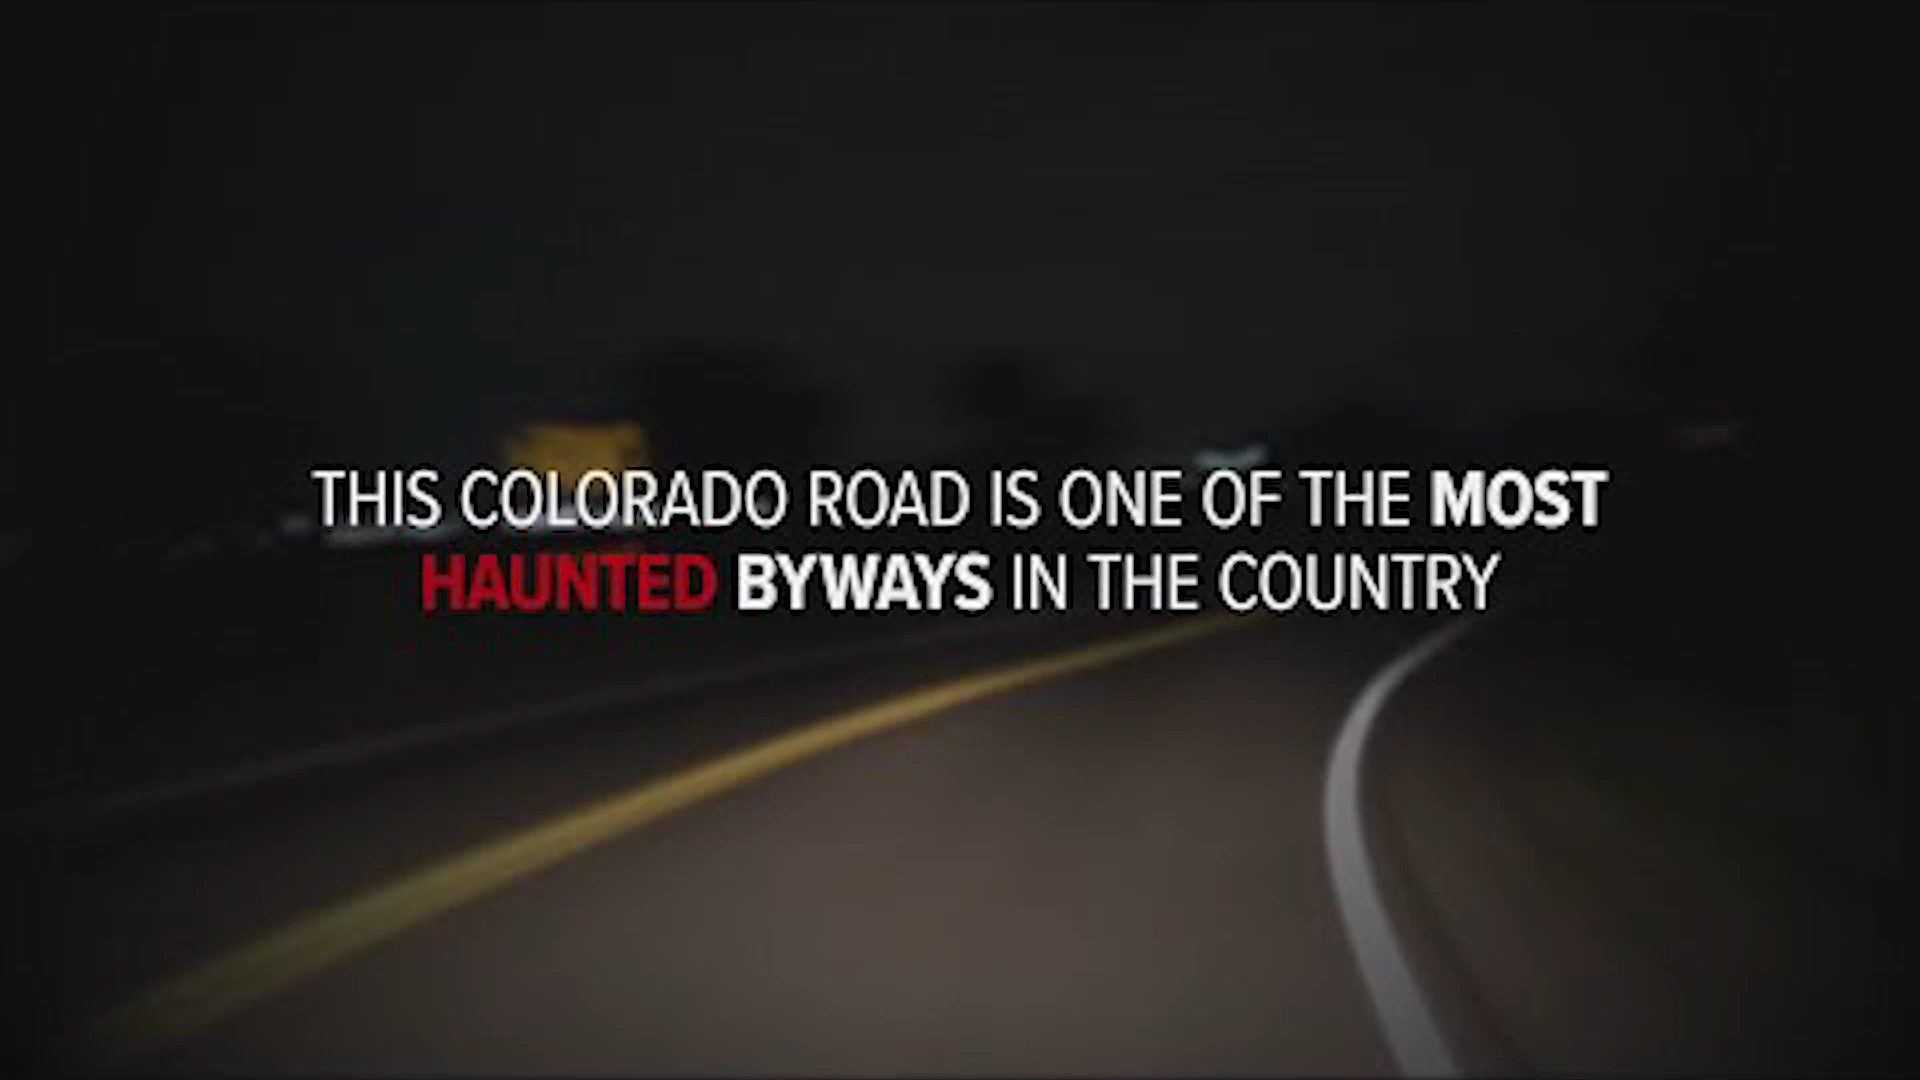 THIS COLORADO ROAD IS ONE OF THE MOST
HAUNTED BYWAYS IN THE COUNTRY